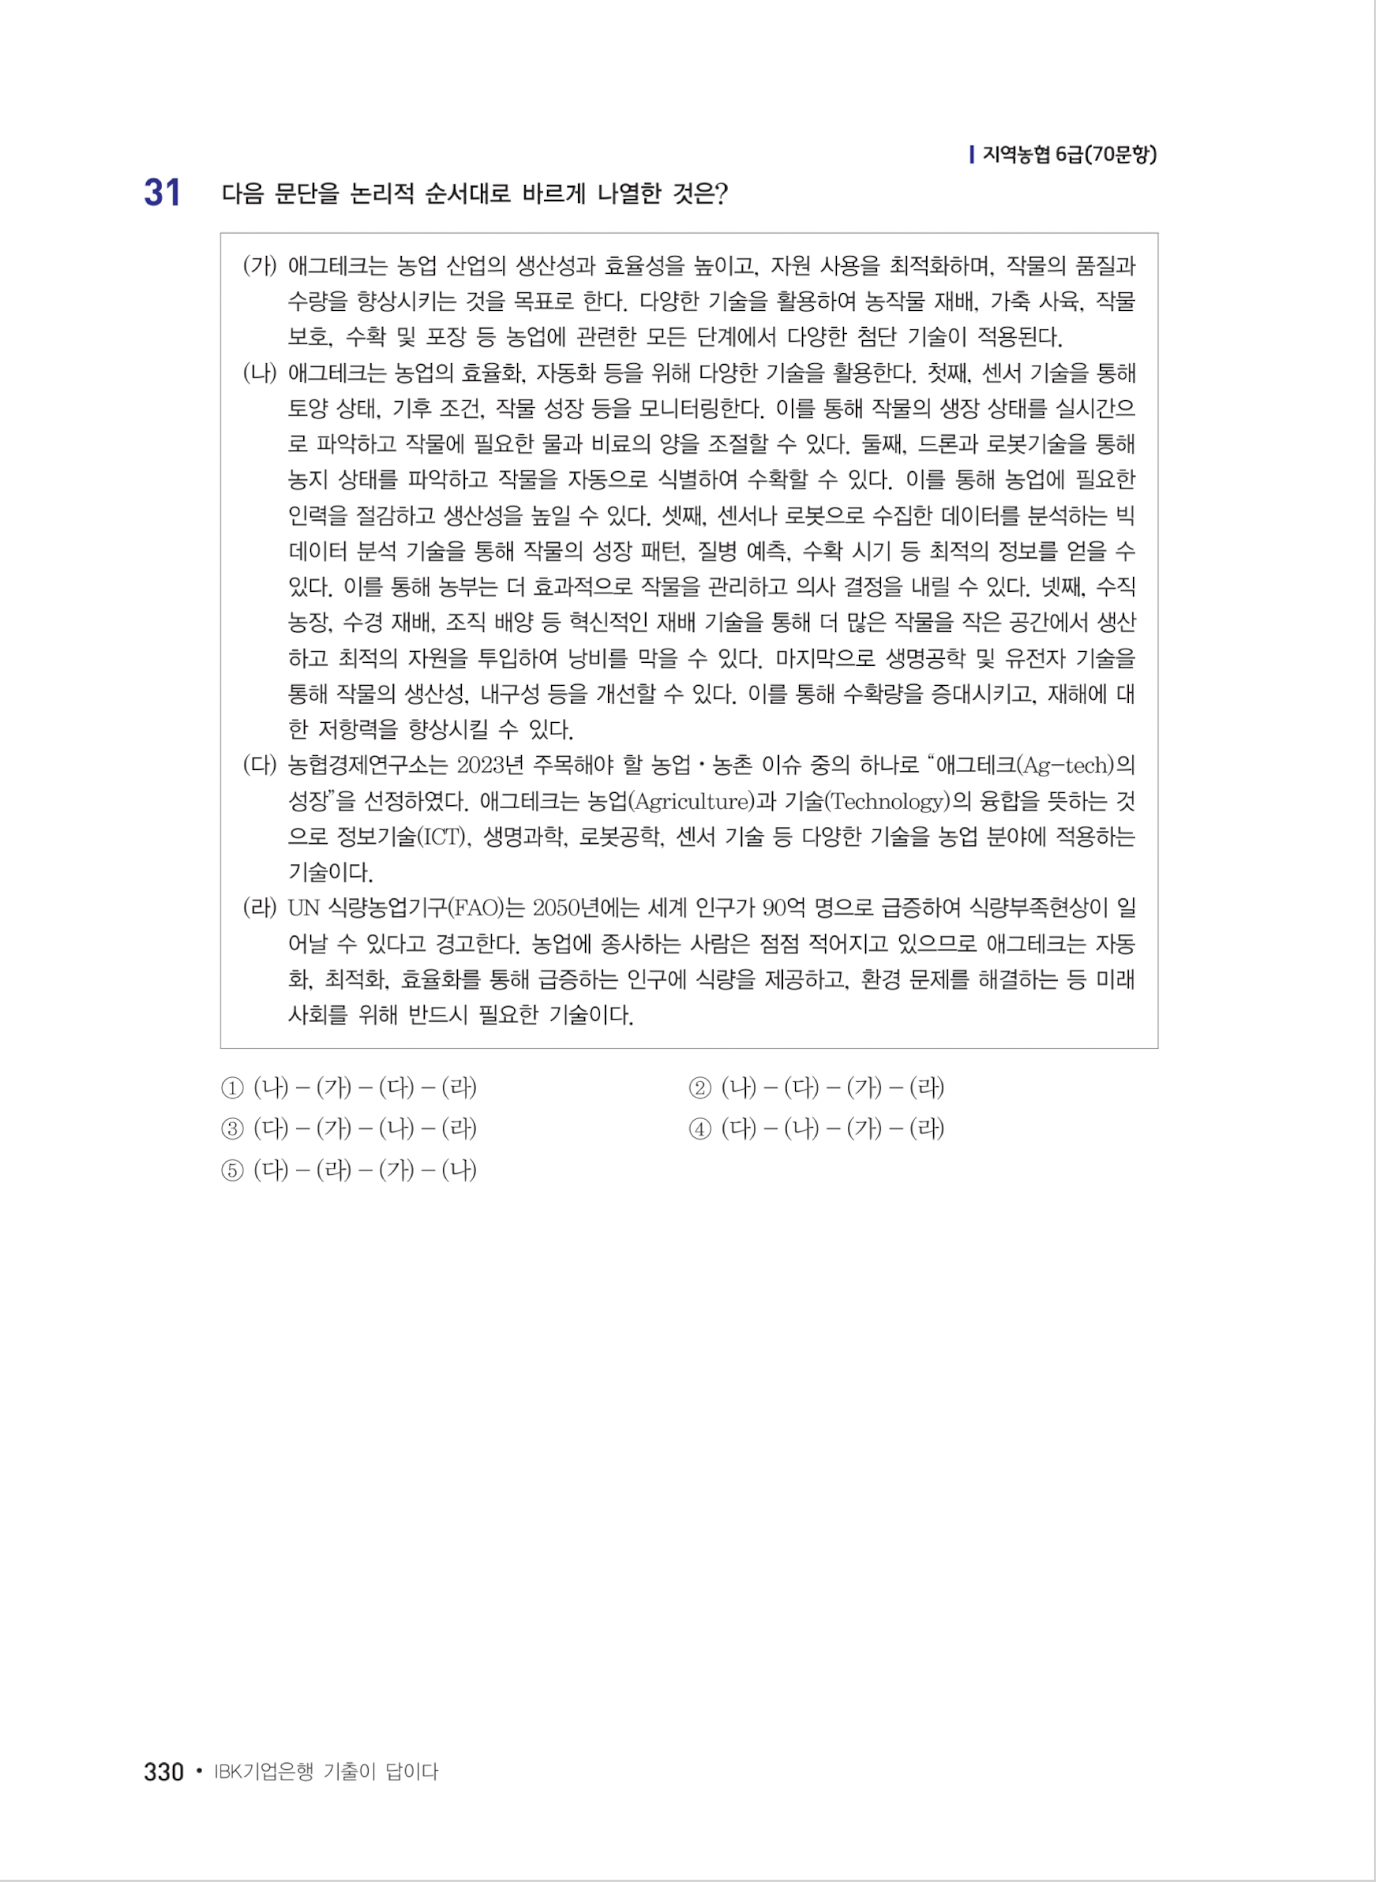 지역농협 6급(70문항)
31 다음 문단을 논리적 순서대로 바르게 나열한 것은?
(가) 애그테크는 농업 산업의 생산성과 효율성을 높이고, 자원 사용을 최적화하며, 작물의 품질과
수량을 향상시키는 것을 목표로 한다. 다양한 기술을 활용하여 농작물 재배, 가축 사육, 작물
보호, 수확 및 포장 등 농업에 관련한 모든 단계에서 다양한 첨단 기술이 적용된다.
(나) 애그테크는 농업의 효율화, 자동화 등을 위해 다양한 기술을 활용한다. 첫째, 센서 기술을 통해
토양 상태, 기후 조건, 작물 성장 등을 모니터링한다. 이를 통해 작물의 생장 상태를 실시간으
로 파악하고 작물에 필요한 물과 비료의 양을 조절할 수 있다. 둘째, 드론과 로봇기술을 통해
농지 상태를 파악하고 작물을 자동으로 식별하여 수확할 수 있다. 이를 통해 농업에 필요한
인력을 절감하고 생산성을 높일 수 있다. 셋째, 센서나 로봇으로 수집한 데이터를 분석하는 빅
데이터 분석 기술을 통해 작물의 성장 패턴, 질병 예측, 수확 시기 등 최적의 정보를 얻을 수
있다. 이를 통해 농부는 더 효과적으로 작물을 관리하고 의사 결정을 내릴 수 있다. 넷째, 수직
농장, 수경 재배, 조직 배양 등 혁신적인 재배 기술을 통해 더 많은 작물을 작은 공간에서 생산
하고 최적의 자원을 투입하여 낭비를 막을 수 있다. 마지막으로 생명공학 및 유전자 기술을
통해 작물의 생산성, 내구성 등을 개선할 수 있다. 이를 통해 수확량을 증대시키고, 재해에 대
한 저항력을 향상시킬 수 있다.
(다) 농협경제연구소는 2023년 주목해야 할 농업·농촌 이슈 중의 하나로 “애그테크(Ag-tech)의
성장”을 선정하였다. 애그테크는 농업(Agriculture)과 기술(Technology)의 융합을 뜻하는 것
으로 정보기술(ICT), 생명과학, 로봇공학, 센서 기술 등 다양한 기술을 농업 분야에 적용하는
기술이다.
(라) UN 식량농업기구(FAO)는 2050년에는 세계 인구가 90억 명으로 급증하여 식량부족현상이 일
어날 수 있다고 경고한다. 농업에 종사하는 사람은 점점 적어지고 있으므로 애그테크는 자동
화, 최적화, 효율화를 통해 급증하는 인구에 식량을 제공하고, 환경 문제를 해결하는 등 미래
사회를 위해 반드시 필요한 기술이다.
① (나) - (가) - (다) - (라) ② (나) - (다) - (가) - (라)
③ (다) - (가) - (나) - (라) ④ (다) - (나) - (가) - (라)
⑤ (다) - (라) - (가) - (나)
330 • IBK기업은행 기출이 답이다